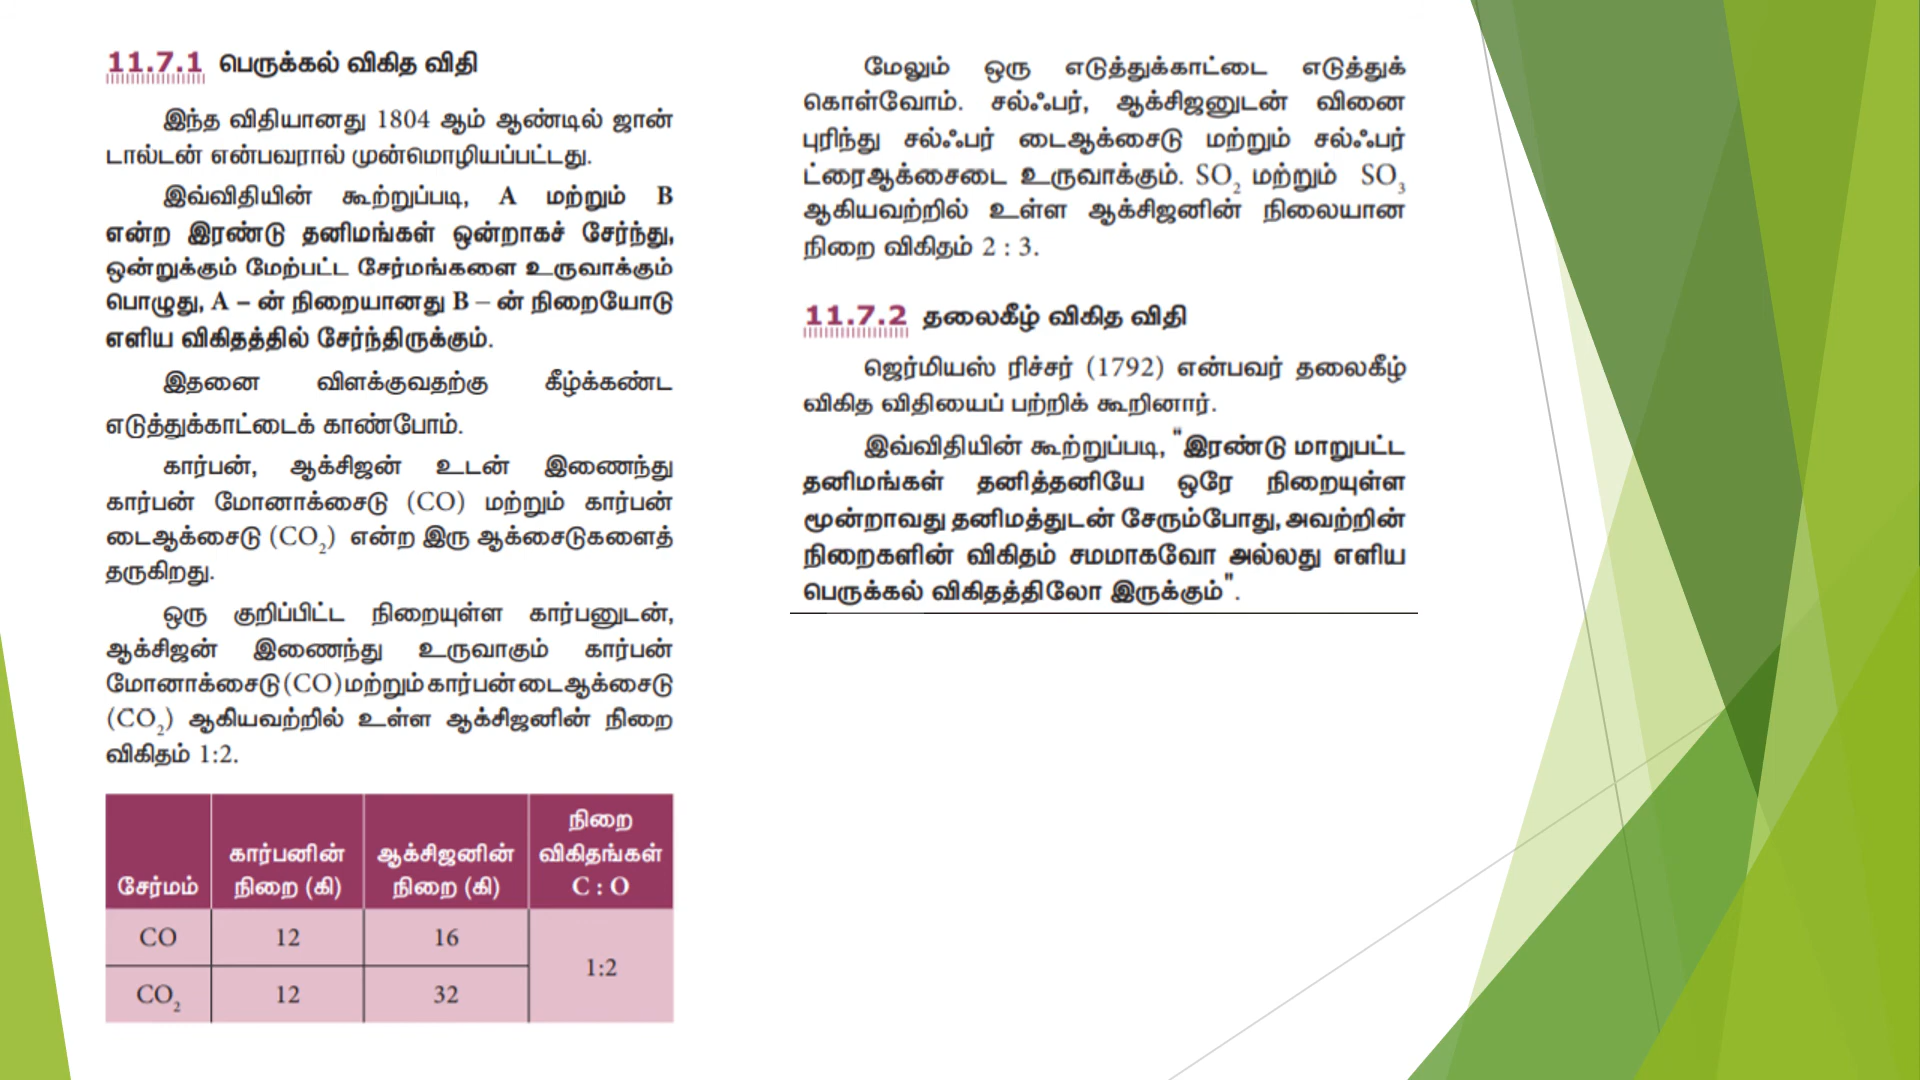 11.7.1 பெருக்கல் விகித விதி
இந்த விதியானது 1804 ஆம் ஆண்டில் ஜான்
டால்டன் என்பவரால் முன்மொழியப்பட்டது.
இவ்விதியின் கூற்றுப்படி, A மற்றும் B
என்ற இரண்டு தனிமங்கள் ஒன்றாகச் சேர்ந்து,
ஒன்றுக்கும் மேற்பட்ட சேர்மங்களை உருவாக்கும்
பொழுது, A – ன் நிறையானது B – ன் நிறையோடு
எளிய விகிதத்தில் சேர்ந்திருக்கும்.
இதனை விளக்குவதற்கு கீழ்க்கண்ட
எடுத்துக்காட்டைக் காண்போம்.
கார்பன், ஆக்சிஜன் உடன் இணைந்து
கார்பன் மோனாக்சைடு (CO) மற்றும் கார்பன்
டைஆக்சைடு (CO₂) என்ற இரு ஆக்சைடுகளைத்
தருகிறது.
ஒரு குறிப்பிட்ட நிறையுள்ள கார்பனுடன்,
ஆக்சிஜன் இணைந்து உருவாகும் கார்பன்
மோனாக்சைடு (CO) மற்றும் கார்பன் டைஆக்சைடு
(CO₂) ஆகியவற்றில் உள்ள ஆக்சிஜனின் நிறை
விகிதம் 1:2.
சேர்மம் கார்பனின் நிறை (கி) ஆக்சிஜனின் நிறை (கி) நிறை விகிதங்கள் C : O
CO 12 16 1:2
CO₂ 12 32
மேலும் ஒரு எடுத்துக்காட்டை எடுத்துக்
கொள்வோம். சல்ஃபர், ஆக்சிஜனுடன் வினை
புரிந்து சல்ஃபர் டைஆக்சைடு மற்றும் சல்ஃபர்
ட்ரைஆக்சைடை உருவாக்கும். SO₂ மற்றும் SO₃
ஆகியவற்றில் உள்ள ஆக்சிஜனின் நிலையான
நிறை விகிதம் 2 : 3.
11.7.2 தலைகீழ் விகித விதி
ஜெர்மியஸ் ரிச்சர் (1792) என்பவர் தலைகீழ்
விகித விதியைப் பற்றிக் கூறினார்.
இவ்விதியின் கூற்றுப்படி, "இரண்டு மாறுபட்ட
தனிமங்கள் தனித்தனியே ஒரே நிறையுள்ள
மூன்றாவது தனிமத்துடன் சேரும்போது, அவற்றின்
நிறைகளின் விகிதம் சமமாகவோ அல்லது எளிய
பெருக்கல் விகிதத்திலோ இருக்கும்".